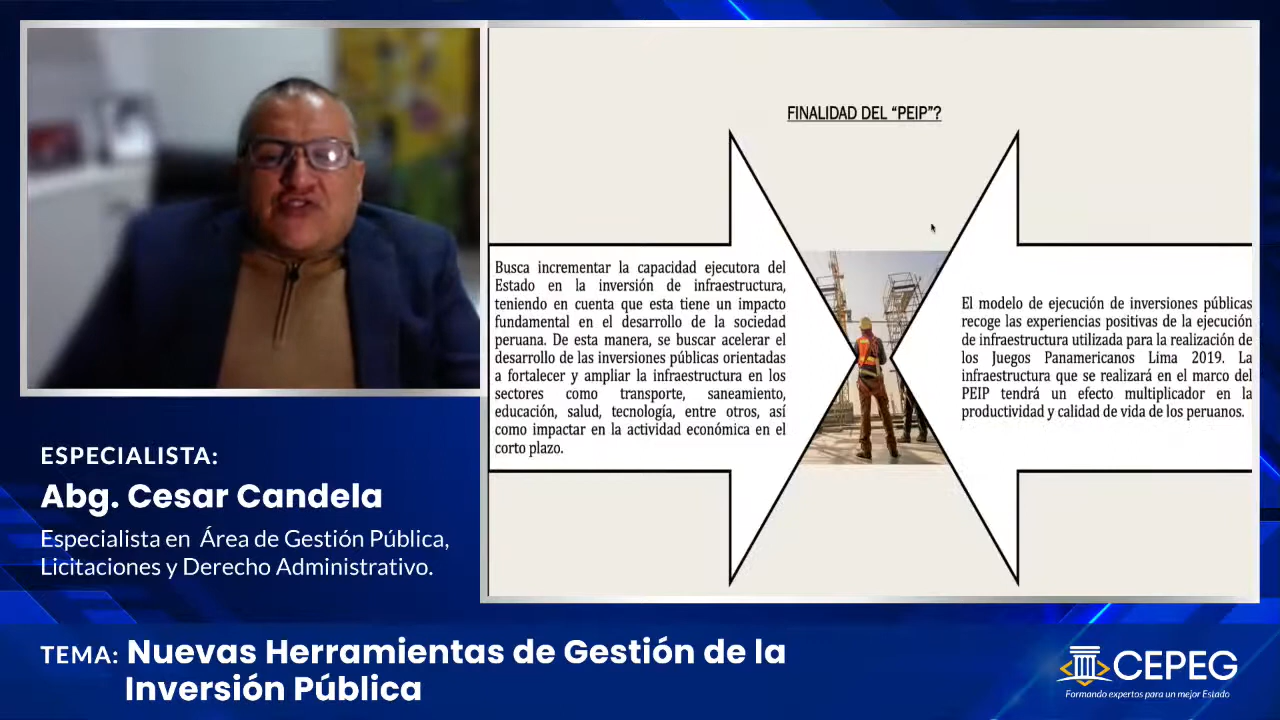 FINALIDAD DEL “PEIP”?
Busca incrementar la capacidad ejecutora del
Estado en la inversión de infraestructura,
teniendo en cuenta que esta tiene un impacto
fundamental en el desarrollo de la sociedad
peruana. De esta manera, se buscar acelerar el
desarrollo de las inversiones públicas orientadas
a fortalecer y ampliar la infraestructura en los
sectores como transporte, saneamiento,
educación, salud, tecnología, entre otros, así
como impactar en la actividad económica en el
corto plazo.
El modelo de ejecución de inversiones públicas
recoge las experiencias positivas de la ejecución
de infraestructura utilizada para la realización de
los Juegos Panamericanos Lima 2019. La
infraestructura que se realizará en el marco del
PEIP tendrá un efecto multiplicador en la
productividad y calidad de vida de los peruanos.
ESPECIALISTA:
Abg. Cesar Candela
Especialista en Área de Gestión Pública,
Licitaciones y Derecho Administrativo.
TEMA: Nuevas Herramientas de Gestión de la
Inversión Pública
CEPEG
Formando expertos para un mejor Estado